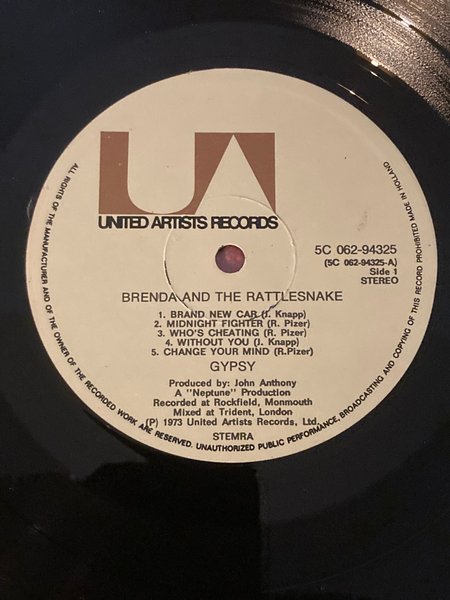 UA
UNITED ARTISTS RECORDS
5C 062-94325
(5C 062-94325-A)
Side 1
STEREO
BRENDA AND THE RATTLESNAKE
1. BRAND NEW CAR (J. Knapp)
2. MIDNIGHT FIGHTER (R. Pizer)
3. WHO'S CHEATING (R. Pizer)
4. WITHOUT YOU (J. Knapp)
5. CHANGE YOUR MIND (R.Pizer)
GYPSY
Produced by: John Anthony
A "Neptune" Production
Recorded at Rockfield, Monmouth
Mixed at Trident, London
(P) 1973 United Artists Records, Ltd.
STEMRA
ALL RIGHTS OF THE MANUFACTURER AND OF THE OWNER OF THE RECORDED WORK ARE RESERVED. UNAUTHORIZED PUBLIC PERFORMANCE, BROADCASTING AND COPYING OF THIS RECORD PROHIBITED MADE IN HOLLAND